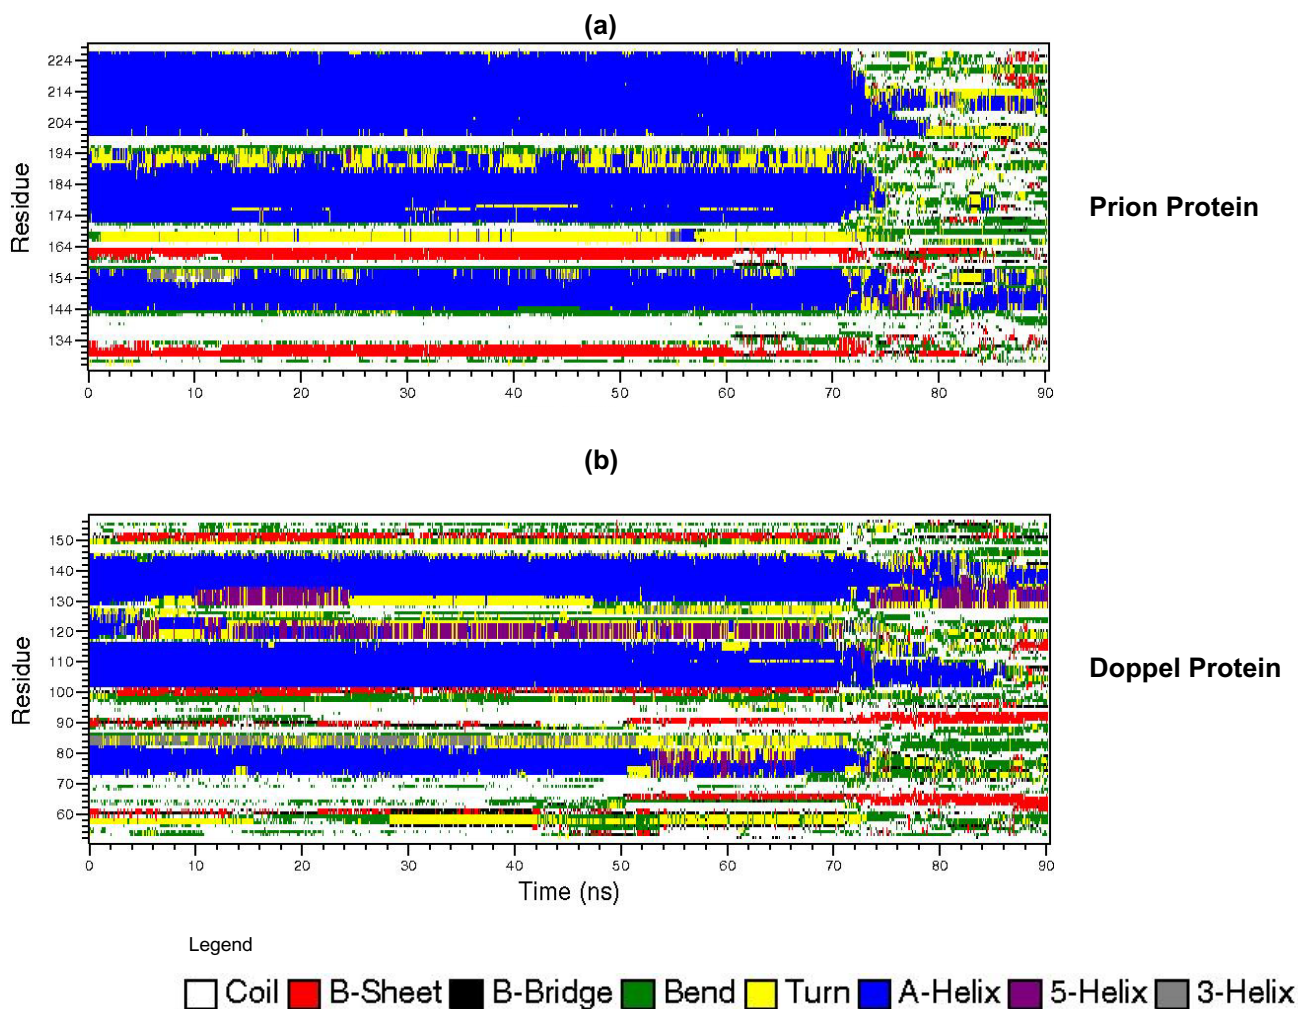 (a)
224
214
204
194
184
174
164
154
144
134
Residue
0 10 20 30 40 50 60 70 80 90
Prion Protein
(b)
150
140
130
120
110
100
90
80
70
60
Residue
0 10 20 30 40 50 60 70 80 90
Time (ns)
Doppel Protein
Legend
Coil B-Sheet B-Bridge Bend Turn A-Helix 5-Helix 3-Helix